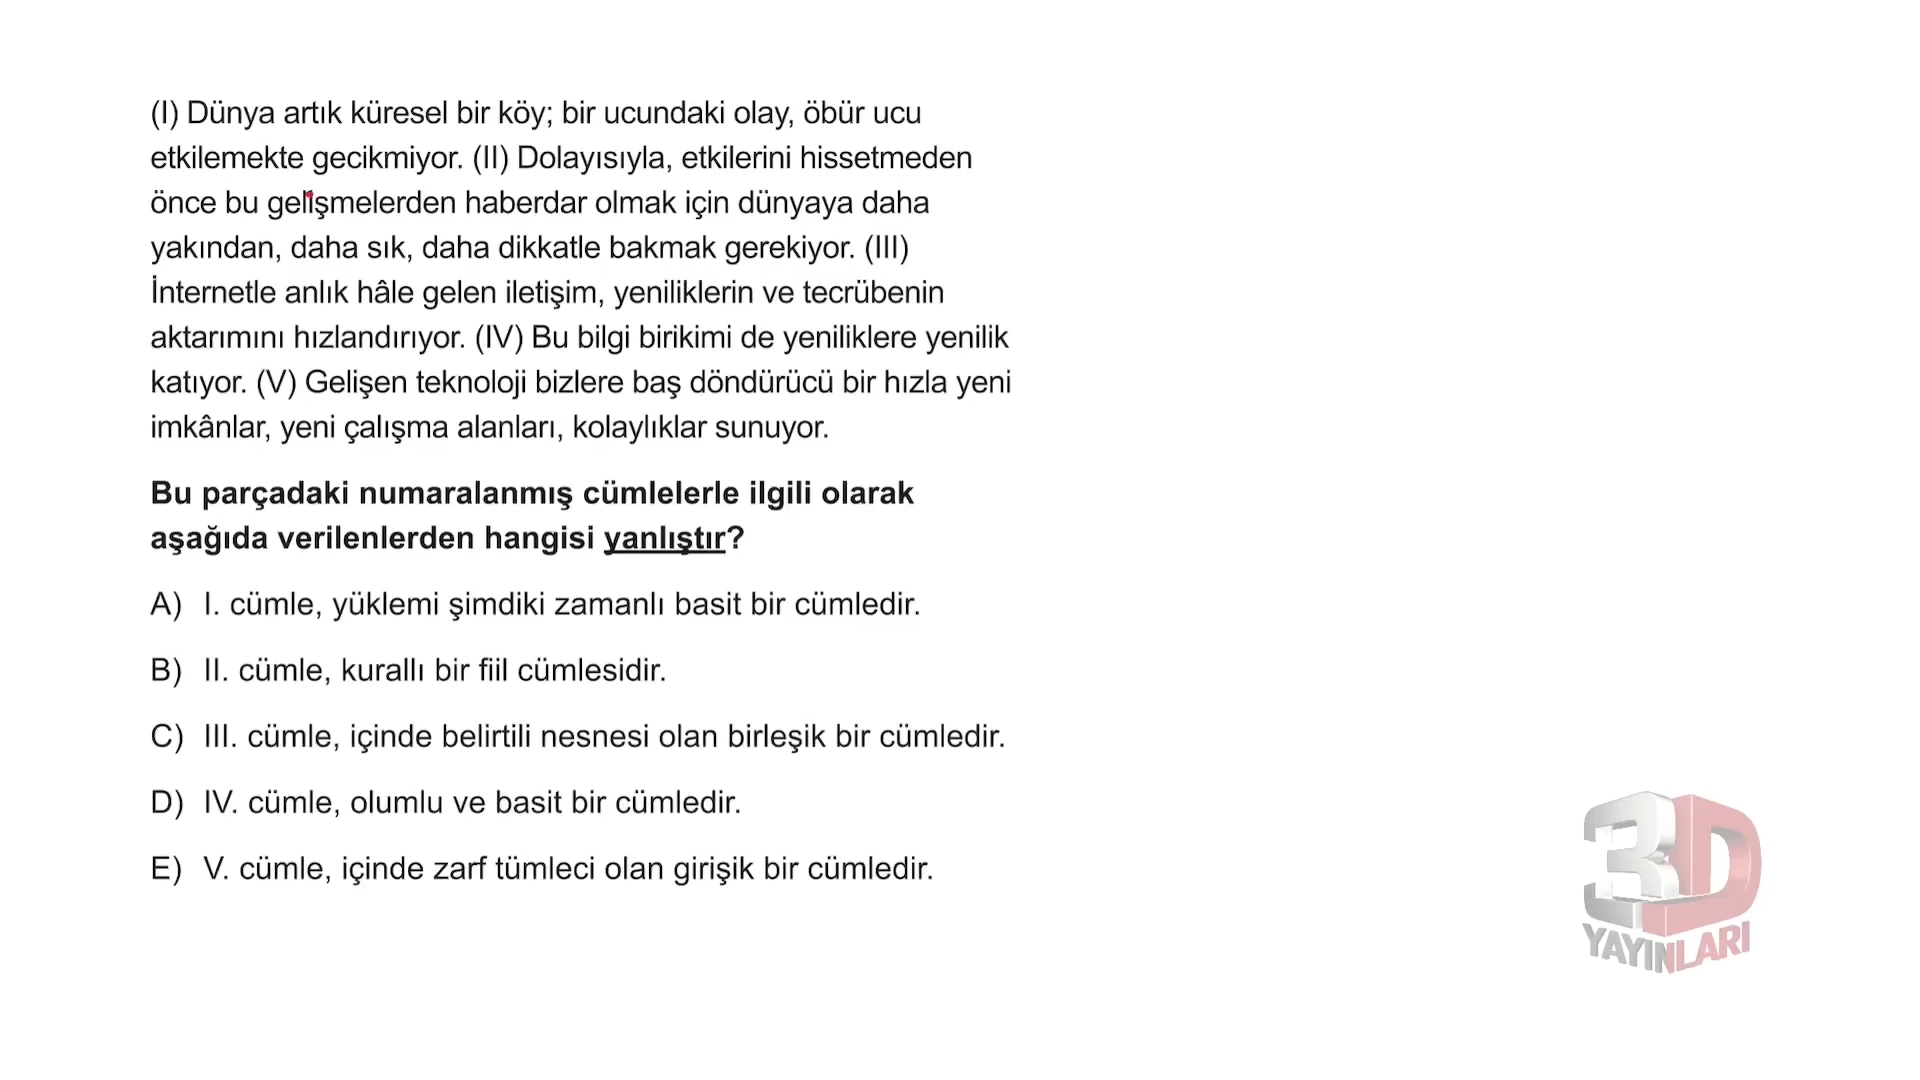 (I) Dünya artık küresel bir köy; bir ucundaki olay, öbür ucu
etkilemekte gecikmiyor. (II) Dolayısıyla, etkilerini hissetmeden
önce bu gelişmelerden haberdar olmak için dünyaya daha
yakından, daha sık, daha dikkatle bakmak gerekiyor. (III)
İnternetle anlık hâle gelen iletişim, yeniliklerin ve tecrübenin
aktarımını hızlandırıyor. (IV) Bu bilgi birikimi de yeniliklere yenilik
katıyor. (V) Gelişen teknoloji bizlere baş döndürücü bir hızla yeni
imkânlar, yeni çalışma alanları, kolaylıklar sunuyor.
Bu parçadaki numaralanmış cümlelerle ilgili olarak
aşağıda verilenlerden hangisi yanlıştır?
A) I. cümle, yüklemi şimdiki zamanlı basit bir cümledir.
B) II. cümle, kurallı bir fiil cümlesidir.
C) III. cümle, içinde belirtili nesnesi olan birleşik bir cümledir.
D) IV. cümle, olumlu ve basit bir cümledir.
E) V. cümle, içinde zarf tümleci olan girişik bir cümledir.
3D
YAYINLARI